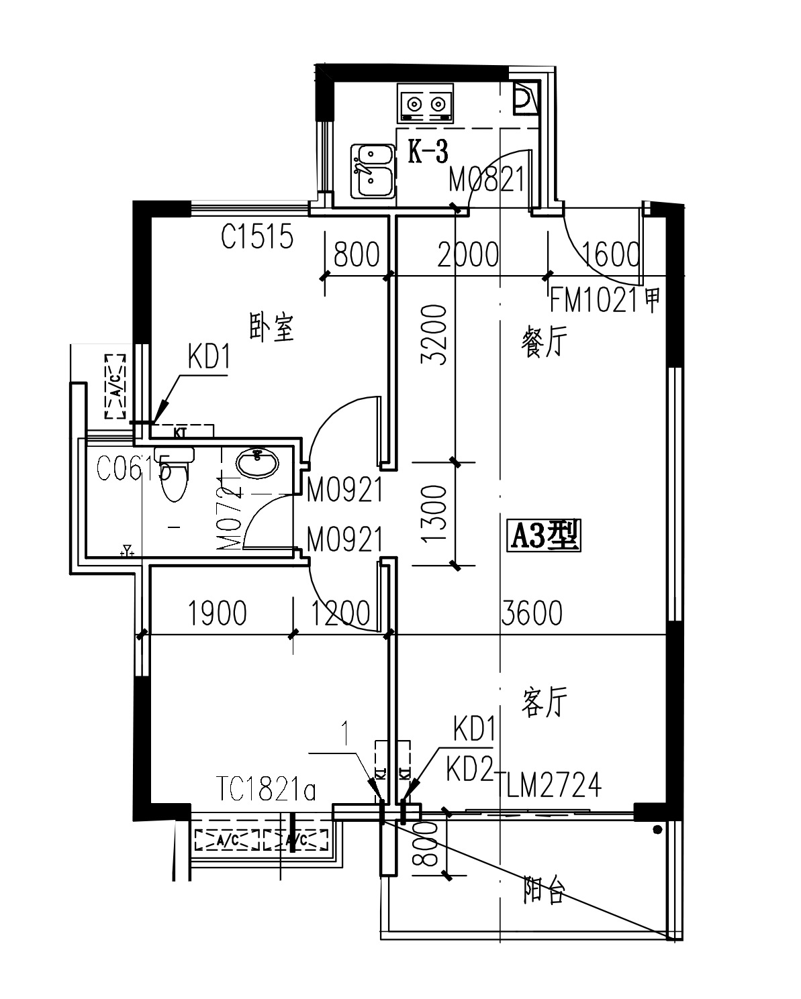 K-3
M0821
C1515
800
2000
1600
FM1021甲
卧室
3200
餐厅
KD1
A/C
KT
C0615
M0721
M0921
1300
M0921
A3型
1900
1200
3600
客厅
1
KD1
KD2
KT
KT
TC1821a
TLM2724
A/C
A/C
800
阳台